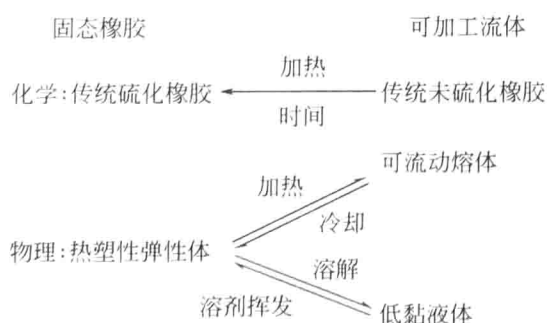 固态橡胶 可加工流体
加热
化学:传统硫化橡胶 传统未硫化橡胶
时间
可流动熔体
加热
冷却
物理:热塑性弹性体
溶解
溶剂挥发
低黏液体